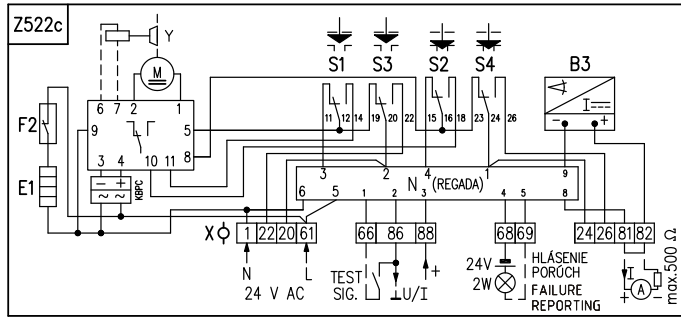 Z522c
Y
M
S1 S3 S2 S4 B3
I
- +
6 7 2 1
9 5
8
3 4 10 11
F2
E1
- +
~ ~
KBPC
11 12 14 19 20 22 15 16 18 23 24 26
3 2 4 1 9
N (REGADA)
6 5 1 2 3 4 5 8
X 1 22 20 61 66 86 88 68 69 24 26 81 82
N L
24 V AC
TEST
SIG.
U/I
+
24V
2W
HLÁSENIE
PORÚCH
FAILURE
REPORTING
I
A
+ -
max.500 Ω